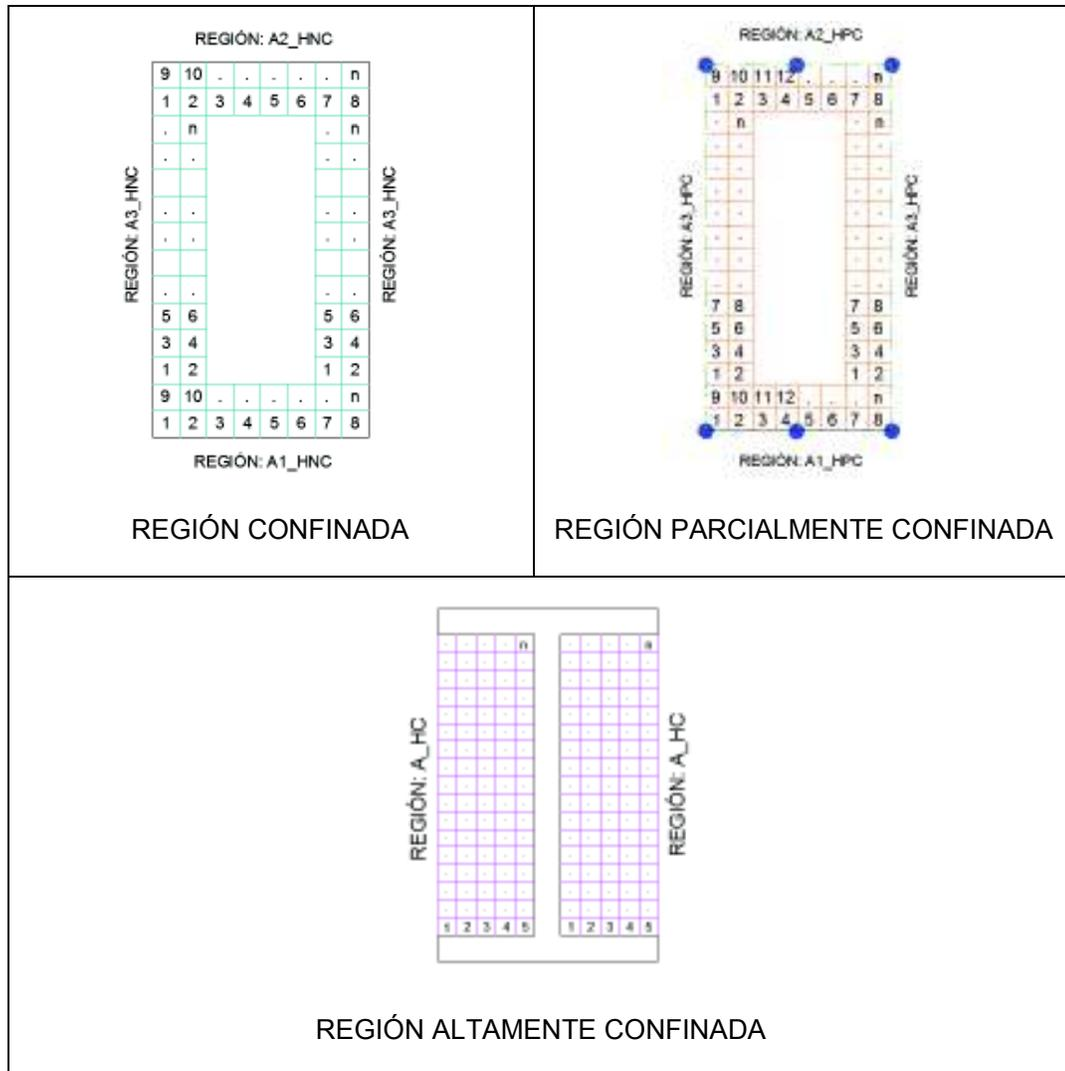 REGIÓN: A2_HNC
9 10 . . . . . n
1 2 3 4 5 6 7 8
. n . n
. . . .
REGIÓN: A3_HNC
REGIÓN: A3_HNC
. . . .
. . . .
. . . .
5 6 5 6
3 4 3 4
1 2 1 2
9 10 . . . . . n
1 2 3 4 5 6 7 8
REGIÓN: A1_HNC
REGIÓN CONFINADA
REGIÓN: A2_HPC
9 10 11 12 . . . n
1 2 3 4 5 6 7 8
. n . n
. . . .
. . . .
. . . .
REGIÓN: A3_HPC
REGIÓN: A3_HPC
. . . .
. . . .
. . . .
7 8 7 8
5 6 5 6
3 4 3 4
1 2 1 2
9 10 11 12 . . . n
1 2 3 4 5 6 7 8
REGIÓN: A1_HPC
REGIÓN PARCIALMENTE CONFINADA
. . . . n . . . . n
REGIÓN: A_HC
REGIÓN: A_HC
1 2 3 4 5 1 2 3 4 5
REGIÓN ALTAMENTE CONFINADA